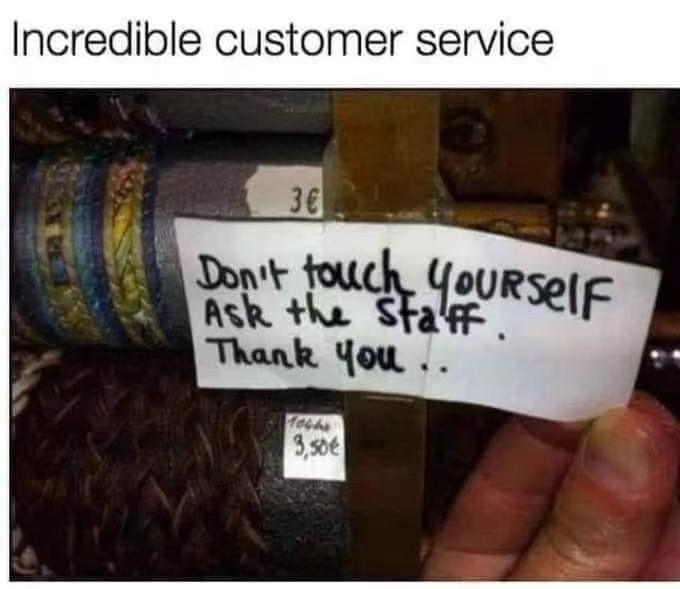 Incredible customer service
3€
Don't touch yourself
Ask the staff.
Thank you ..
3,50€